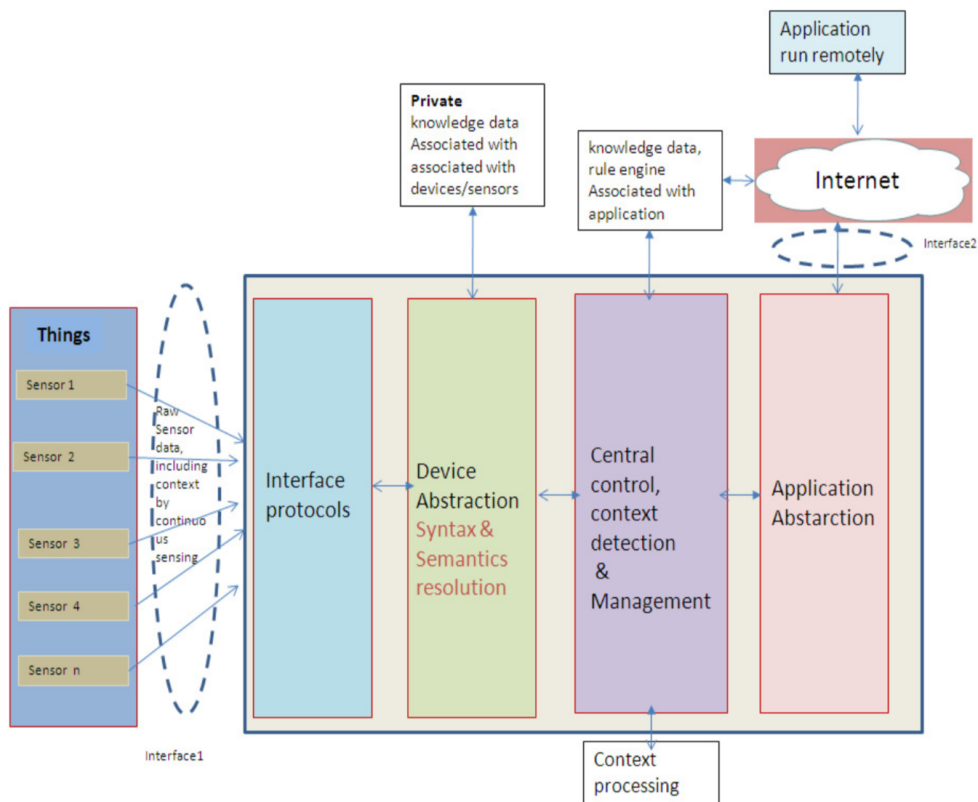 Application
run remotely
Private
knowledge data
Associated with
associated with
devices/sensors
knowledge data,
rule engine
Associated with
application
Internet
Interface2
Things
Sensor 1
Sensor 2
Sensor 3
Sensor 4
Sensor n
Raw
Sensor
data,
including
context
by
continuo
us
sensing
Interface1
Interface
protocols
Device
Abstraction
Syntax &
Semantics
resolution
Central
control,
context
detection
&
Management
Application
Abstarction
Context
processing